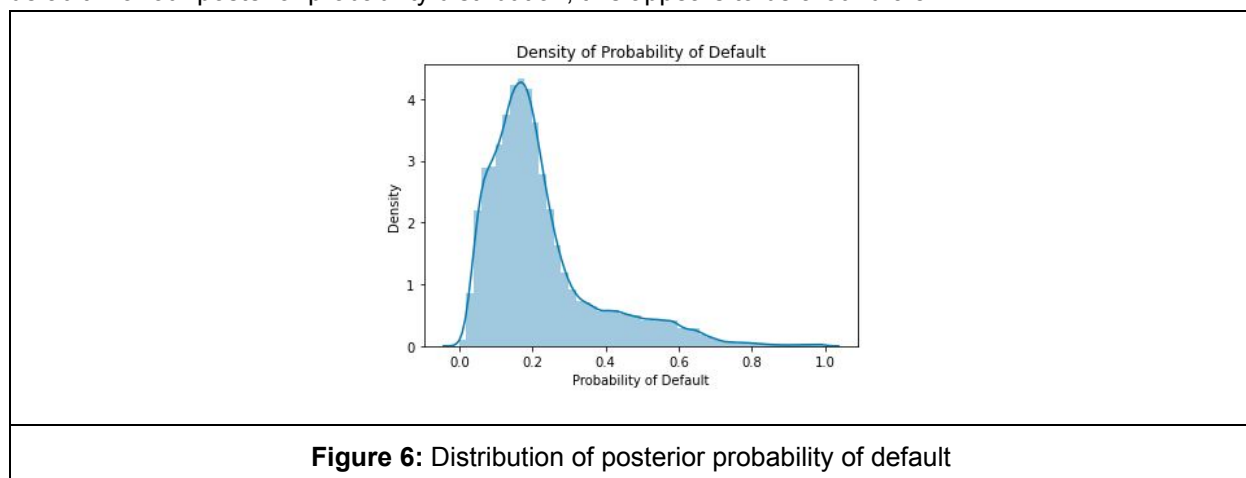 Density of Probability of Default
4
3
2
1
0
Density
0.0 0.2 0.4 0.6 0.8 1.0
Probability of Default
Figure 6: Distribution of posterior probability of default